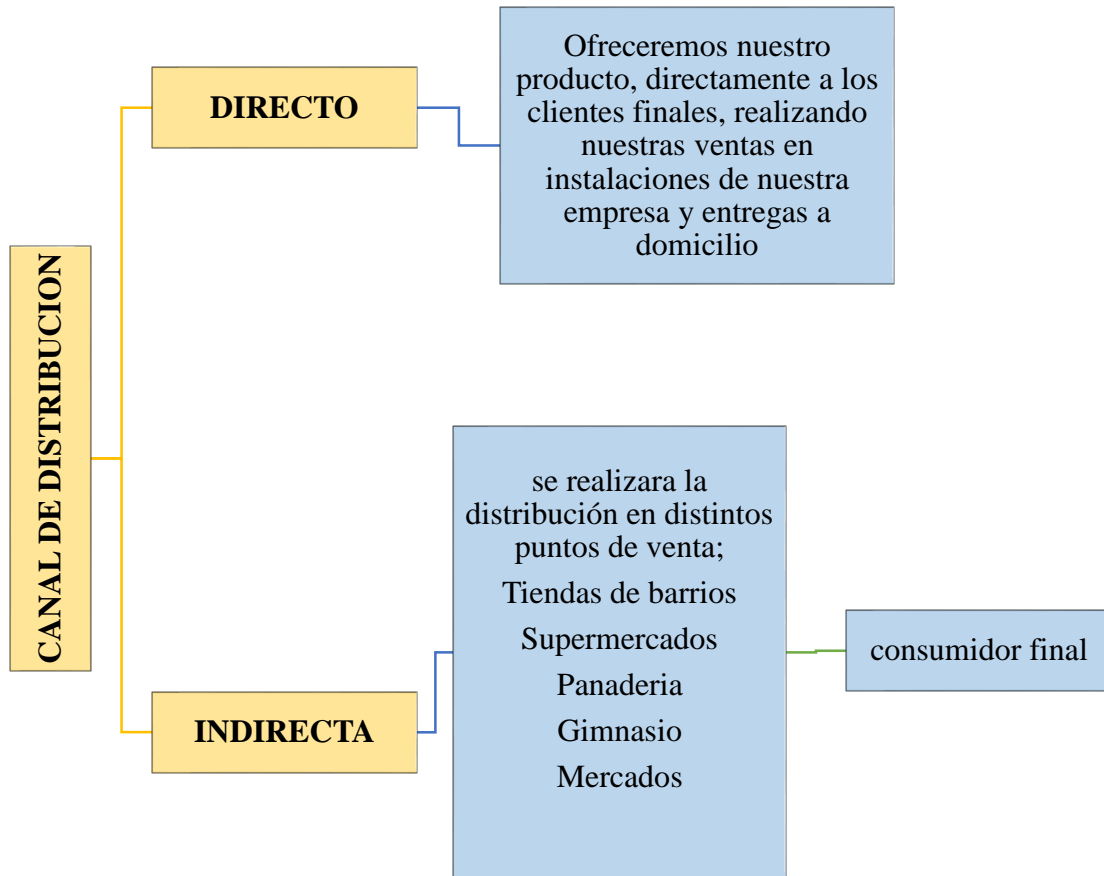 CANAL DE DISTRIBUCION
DIRECTO
Ofreceremos nuestro
producto, directamente a los
clientes finales, realizando
nuestras ventas en
instalaciones de nuestra
empresa y entregas a
domicilio
INDIRECTA
se realizara la
distribución en distintos
puntos de venta;
Tiendas de barrios
Supermercados
Panaderia
Gimnasio
Mercados
consumidor final